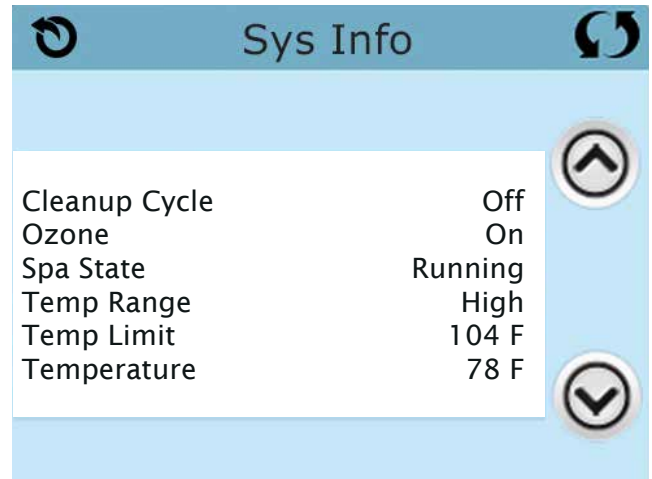 Sys Info
Cleanup Cycle Off
Ozone On
Spa State Running
Temp Range High
Temp Limit 104 F
Temperature 78 F